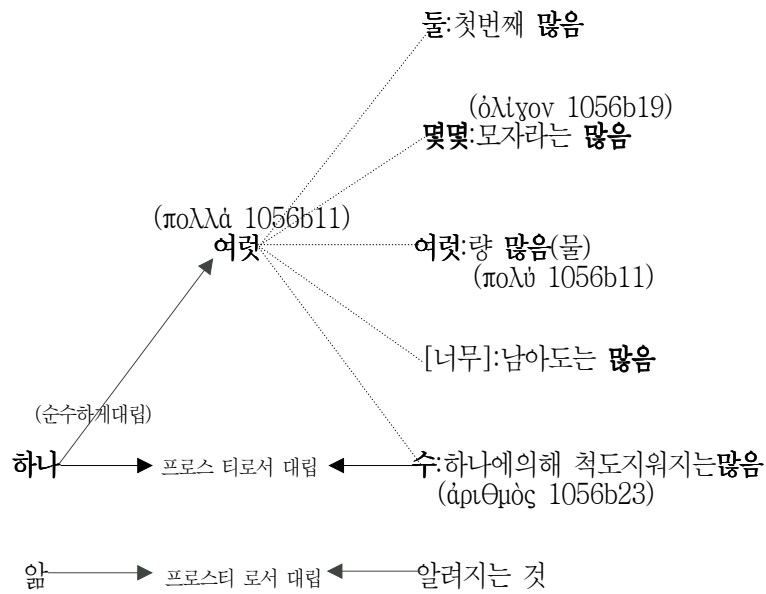 둘:첫번째 많음
(ὀλίγον 1056b19)
몇몇:모자라는 많음
(πολλά 1056b11)
여럿
여럿:량 많음(물)
(πολύ 1056b11)
[너무]:남아도는 많음
(순수하게대립)
하나 프로스 티로서 대립 수:하나에의해 척도지워지는많음
(ἀριθμὸς 1056b23)
앎 프로스티 로서 대립 알려지는 것